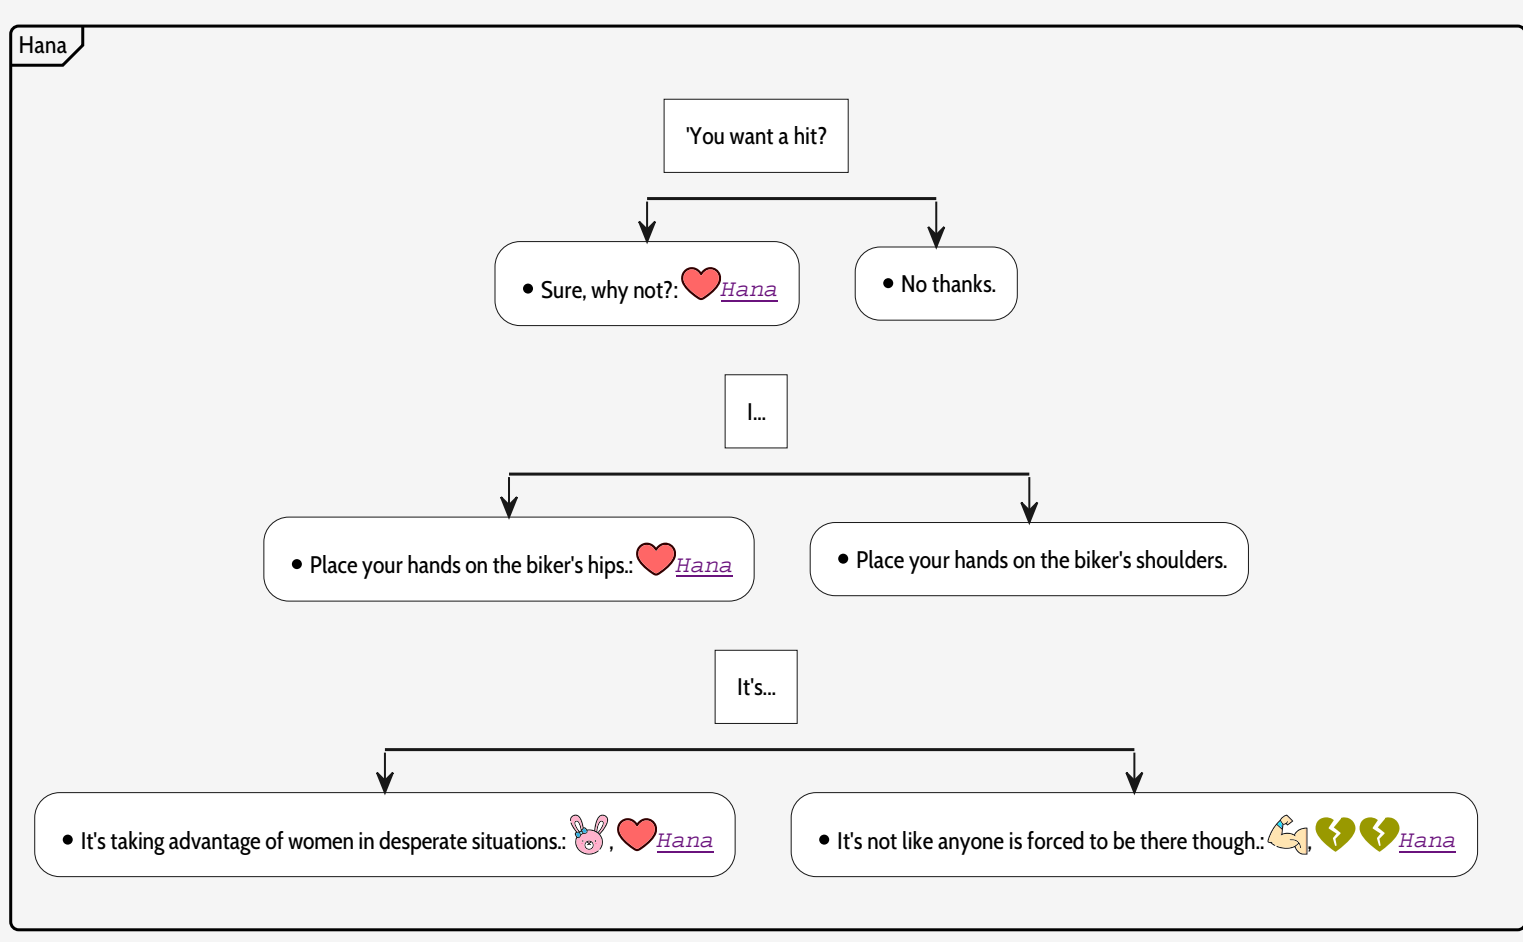 Hana
'You want a hit?
• Sure, why not?: Hana
• No thanks.
I...
• Place your hands on the biker's hips.: Hana
• Place your hands on the biker's shoulders.
It's...
• It's taking advantage of women in desperate situations.: , Hana
• It's not like anyone is forced to be there though.: , Hana